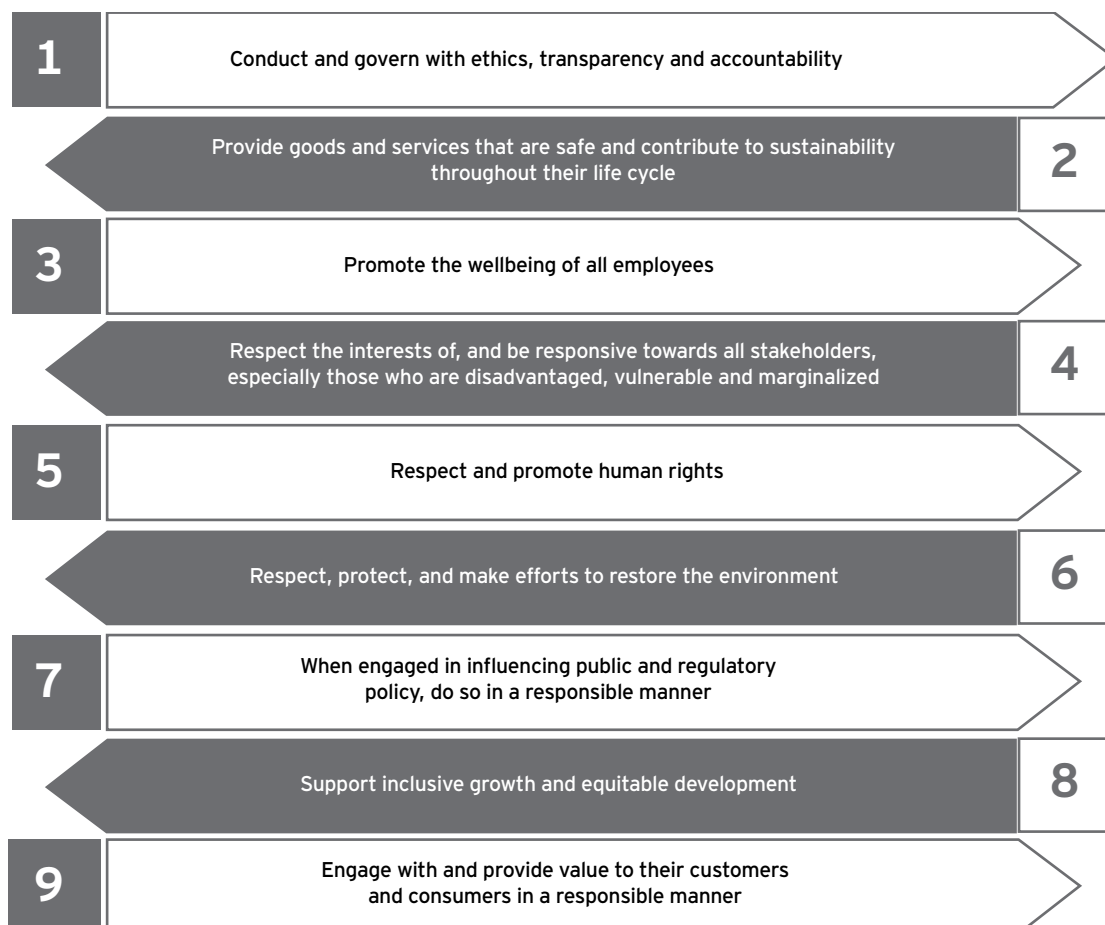 1
Conduct and govern with ethics, transparency and accountability
Provide goods and services that are safe and contribute to sustainability
throughout their life cycle
2
3
Promote the wellbeing of all employees
Respect the interests of, and be responsive towards all stakeholders,
especially those who are disadvantaged, vulnerable and marginalized
4
5
Respect and promote human rights
Respect, protect, and make efforts to restore the environment
6
7
When engaged in influencing public and regulatory
policy, do so in a responsible manner
Support inclusive growth and equitable development
8
9
Engage with and provide value to their customers
and consumers in a responsible manner